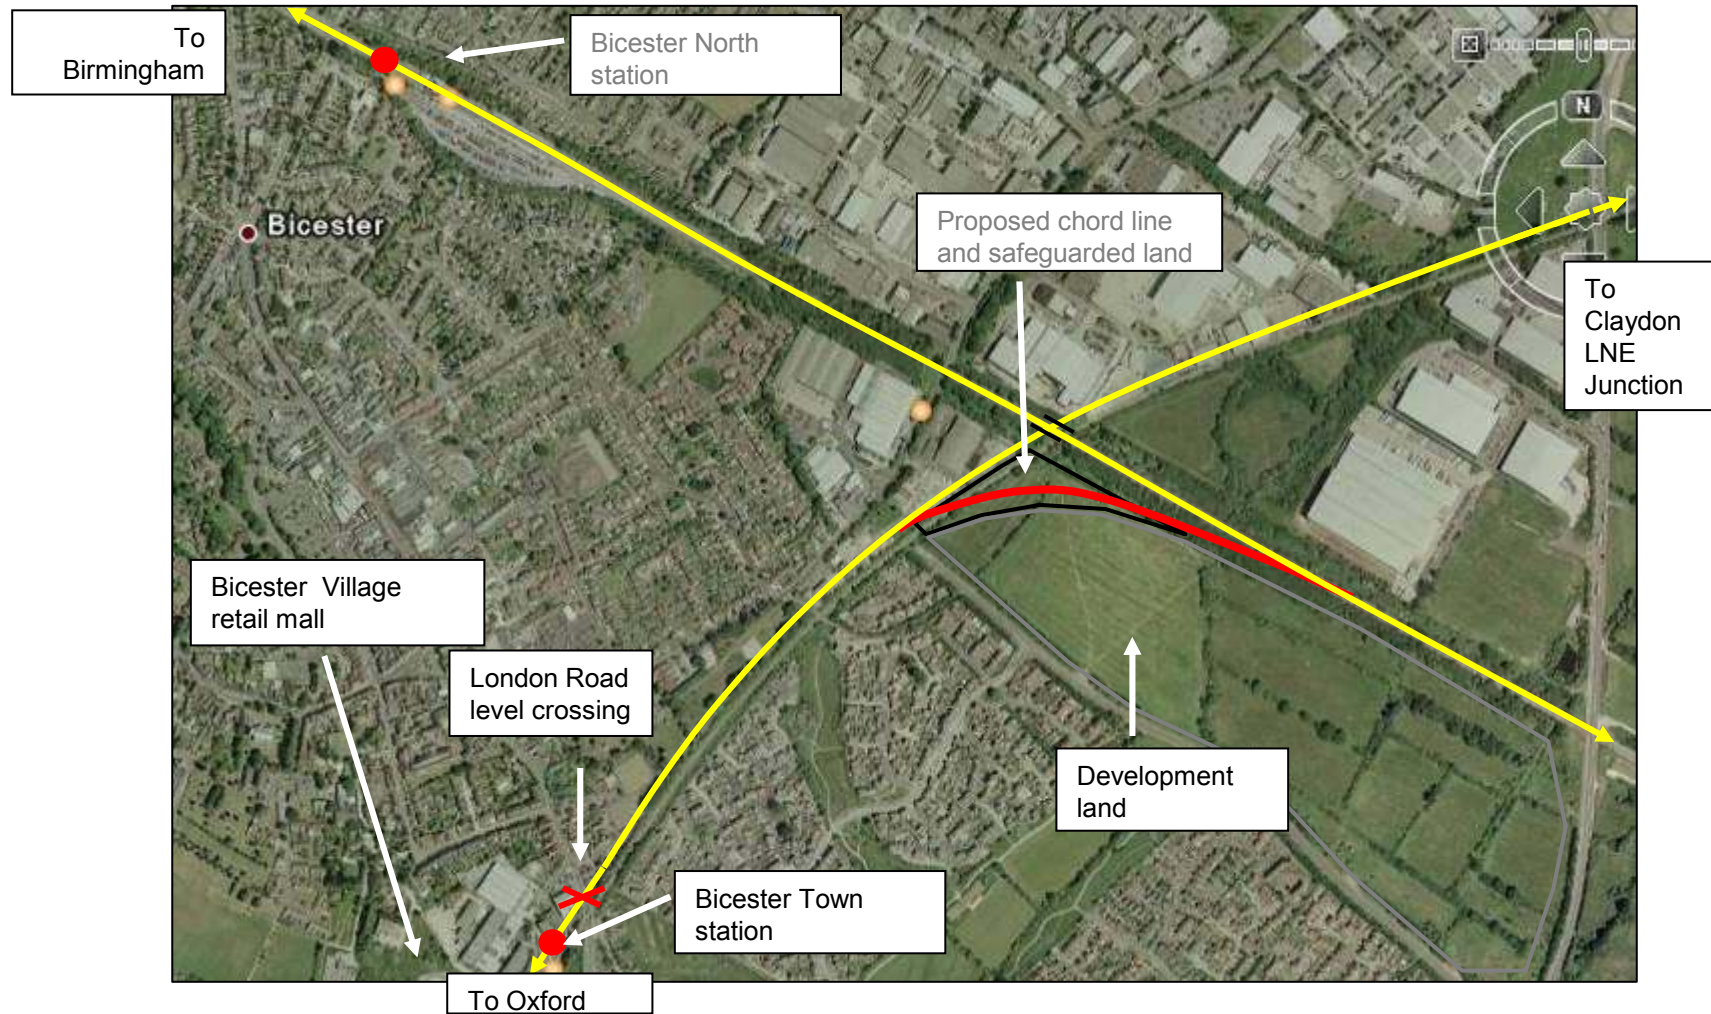 To
Birmingham
Bicester North
station
N
Bicester
Proposed chord line
and safeguarded land
To
Claydon
LNE
Junction
Bicester Village
retail mall
London Road
level crossing
Development
land
Bicester Town
station
To Oxford